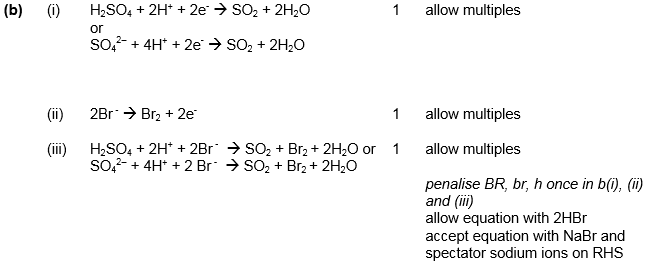 (b) (i) H₂SO₄ + 2H⁺ + 2e⁻ → SO₂ + 2H₂O 1 allow multiples
or
SO₄²⁻ + 4H⁺ + 2e⁻ → SO₂ + 2H₂O
(ii) 2Br⁻ → Br₂ + 2e⁻ 1 allow multiples
(iii) H₂SO₄ + 2H⁺ + 2Br⁻ → SO₂ + Br₂ + 2H₂O or 1 allow multiples
SO₄²⁻ + 4H⁺ + 2 Br⁻ → SO₂ + Br₂ + 2H₂O
penalise BR, br, h once in b(i), (ii)
and (iii)
allow equation with 2HBr
accept equation with NaBr and
spectator sodium ions on RHS